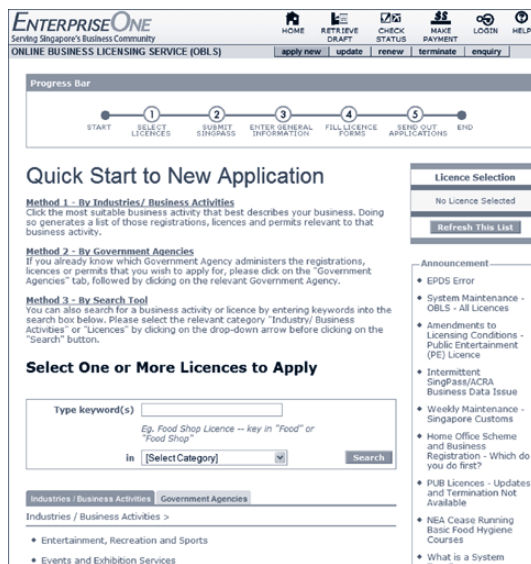 ENTERPRISEONE
Serving Singapore's Business Community
HOME
RETRIEVE DRAFT
CHECK STATUS
MAKE PAYMENT
LOGIN
HELP
ONLINE BUSINESS LICENSING SERVICE (OBLS)
apply new | update | renew | terminate | enquiry
Progress Bar
1 2 3 4 5
START
SELECT LICENCES
SUBMIT SINGPASS
ENTER GENERAL INFORMATION
FILL LICENCE FORMS
SEND OUT APPLICATIONS
END
Quick Start to New Application
Method 1 - By Industries/ Business Activities
Click the most suitable business activity that best describes your business. Doing
so generates a list of those registrations, licences and permits relevant to that
business activity.
Method 2 - By Government Agencies
If you already know which Government Agency administers the registrations,
licences or permits that you wish to apply for, please click on the "Government
Agencies" tab, followed by clicking on the relevant Government Agency.
Method 3 - By Search Tool
You can also search for a business activity or licence by entering keywords into the
search box below. Please select the relevant category "Industry/ Business
Activities" or "Licences" by clicking on the drop-down arrow before clicking on the
"Search" button.
Select One or More Licences to Apply
Type keyword(s)
Eg. Food Shop Licence -- key in "Food" or
"Food Shop"
in [Select Category]
Search
Industries / Business Activities
Government Agencies
Industries / Business Activities >
Entertainment, Recreation and Sports
Events and Exhibition Services
Licence Selection
No Licence Selected
Refresh This List
Announcement
EPDS Error
System Maintenance -
OBLS - All Licences
Amendments to
Licensing Conditions -
Public Entertainment
(PE) Licence
Intermittent
SingPass/ACRA
Business Data Issue
Weekly Maintenance -
Singapore Customs
Home Office Scheme
and Business
Registration - Which do
you do first?
PUB Licences - Updates
and Termination Not
Available
NEA Cease Running
Basic Food Hygiene
Courses
What is a System